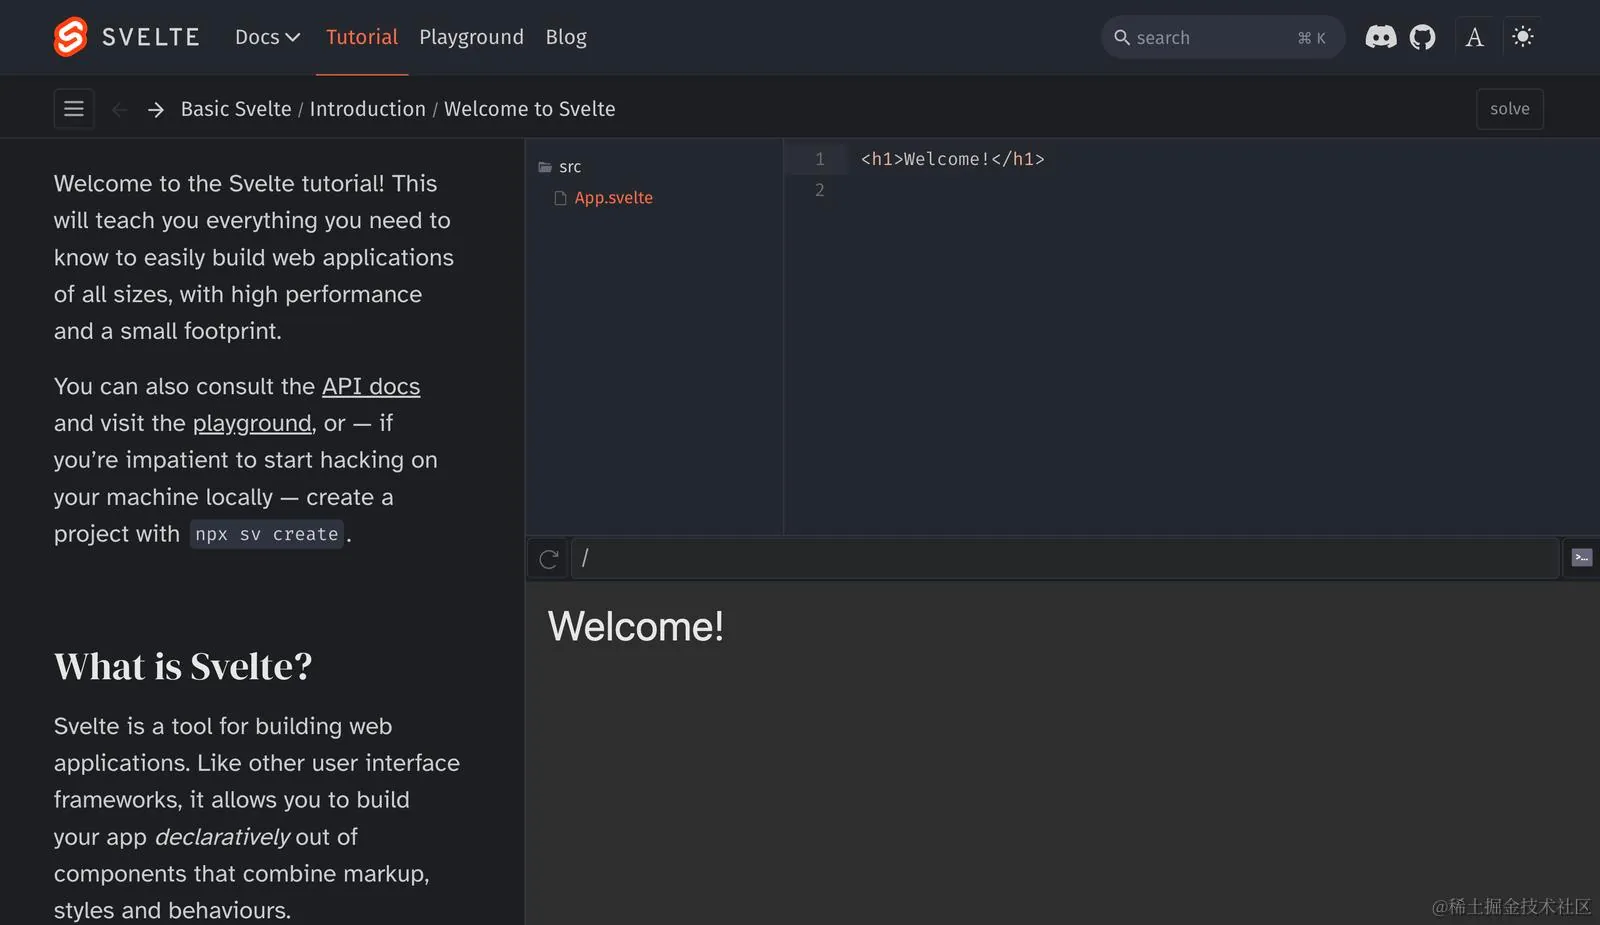 SVELTE Docs Tutorial Playground Blog search ⌘ K A
Basic Svelte / Introduction / Welcome to Svelte solve
Welcome to the Svelte tutorial! This
will teach you everything you need to
know to easily build web applications
of all sizes, with high performance
and a small footprint.
You can also consult the API docs
and visit the playground, or — if
you’re impatient to start hacking on
your machine locally — create a
project with npx sv create.
What is Svelte?
Svelte is a tool for building web
applications. Like other user interface
frameworks, it allows you to build
your app declaratively out of
components that combine markup,
styles and behaviours.
src
App.svelte
1 <h1>Welcome!</h1>
2
/
Welcome!
@稀土掘金技术社区